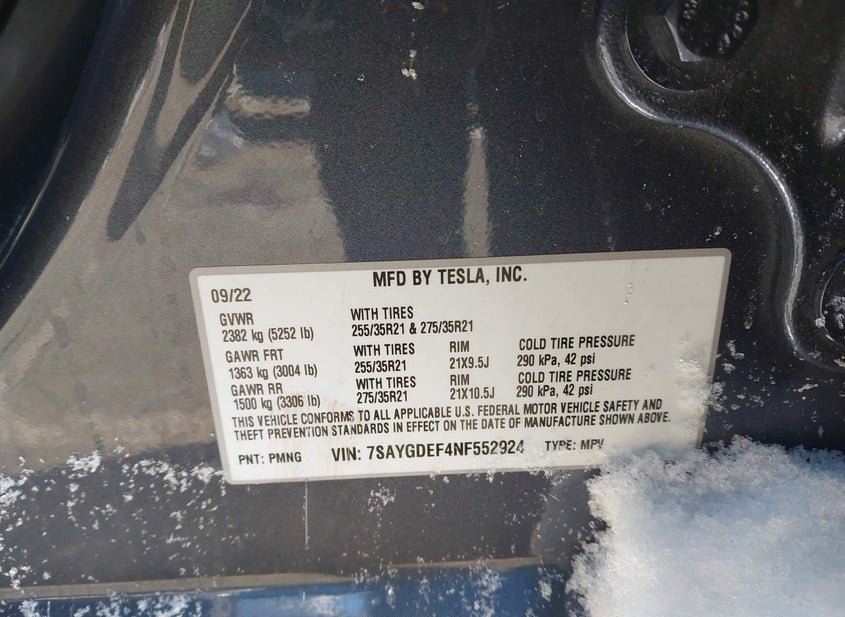 MFD BY TESLA, INC.
09/22
GVWR WITH TIRES
2382 kg (5252 lb) 255/35R21 & 275/35R21
GAWR FRT WITH TIRES RIM COLD TIRE PRESSURE
1363 kg (3004 lb) 255/35R21 21X9.5J 290 kPa, 42 psi
GAWR RR WITH TIRES RIM COLD TIRE PRESSURE
1500 kg (3306 lb) 275/35R21 21X10.5J 290 kPa, 42 psi
THIS VEHICLE CONFORMS TO ALL APPLICABLE U.S. FEDERAL MOTOR VEHICLE SAFETY AND
THEFT PREVENTION STANDARDS IN EFFECT ON THE DATE OF MANUFACTURE SHOWN ABOVE.
PNT: PMNG VIN: 7SAYGDEF4NF552924 TYPE: MPV